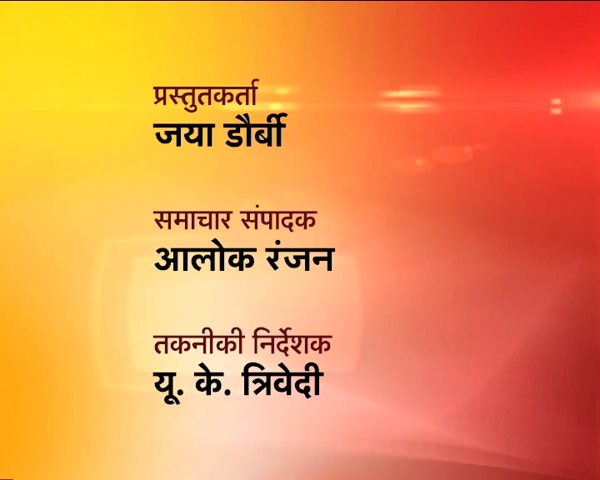 प्रस्तुतकर्ता
जया डौर्बी
समाचार संपादक
आलोक रंजन
तकनीकी निर्देशक
यू. के. त्रिवेदी